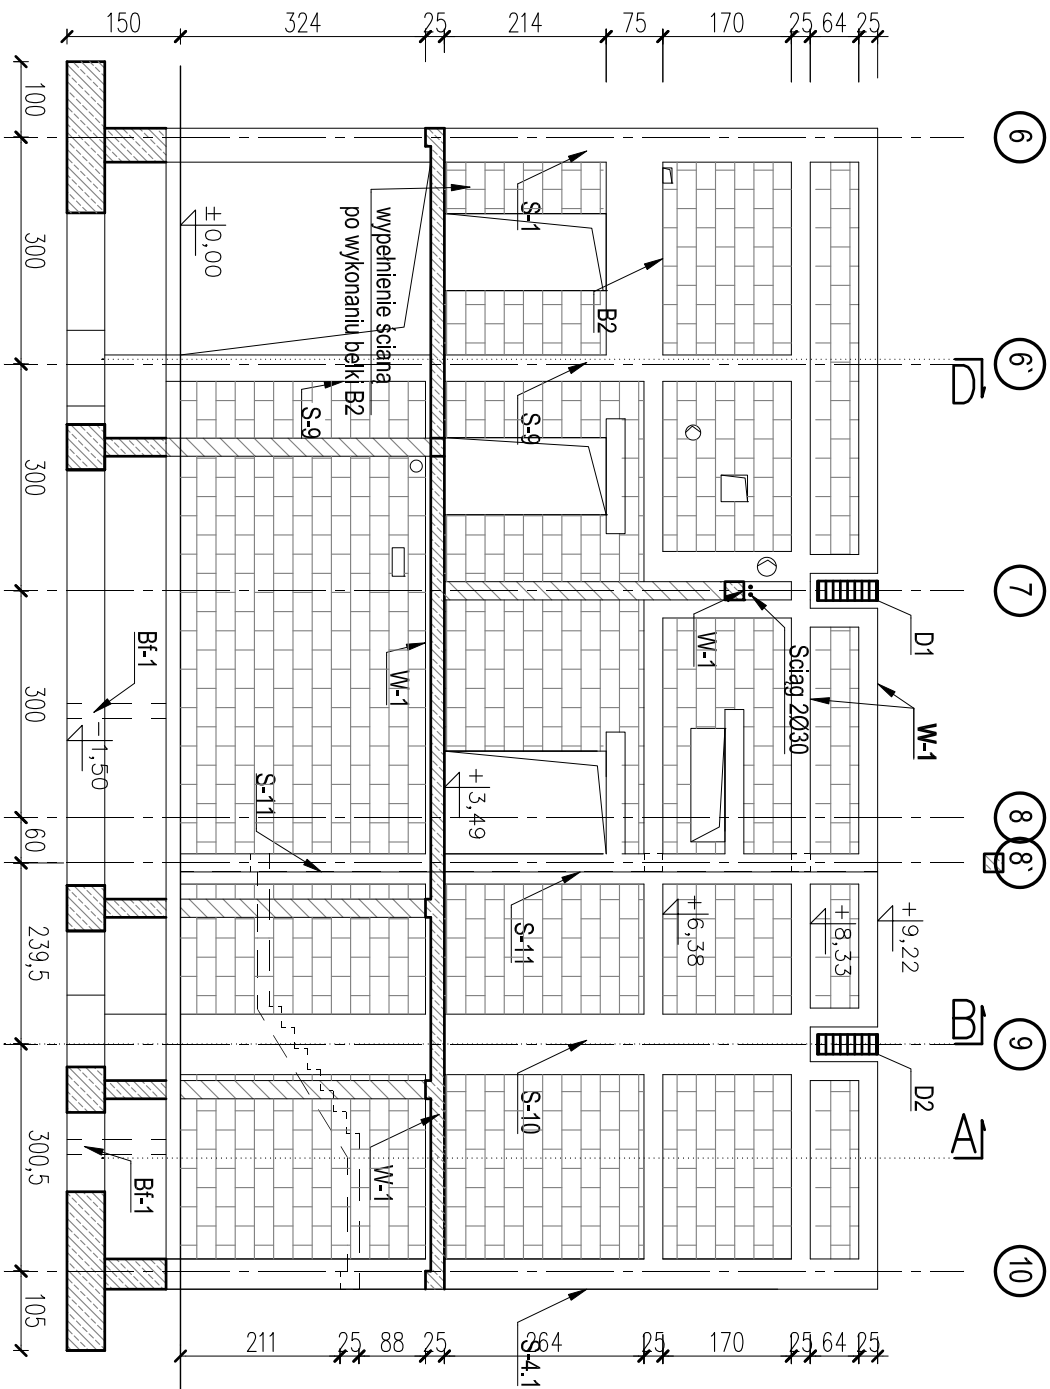 150
324
25
214
75
170
25
64
25
100
300
300
300
60
239,5
300,5
105
6
6`
7
8
8`
9
10
D
B
A
±0,00
wypełnienie ścianą
po wykonaniu belki B2
S-1
B2
S-9
S-9
D1
W-1
Sciąg 2Ø30
W-1
W-1
Bf-1
-1,50
+3,49
S-11
S-11
+6,38
+8,33
+9,22
D2
S-10
W-1
Bf-1
S-4.1
211
25
88
25
264
25
170
25
64
25